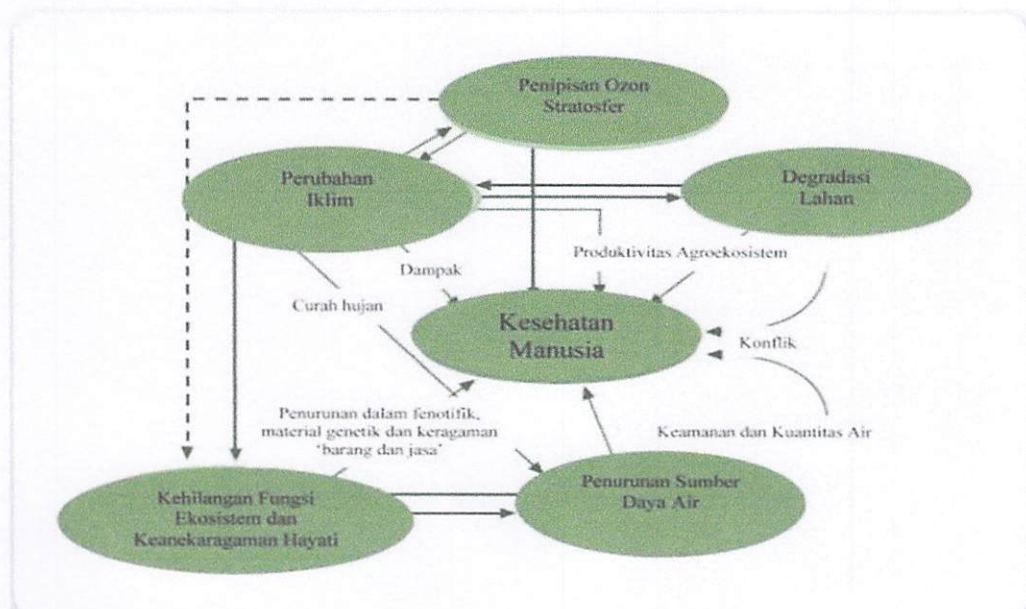 Penipisan Ozon
Stratosfer
Perubahan
Iklim
Degradasi
Lahan
Produktivitas Agroekosistem
Dampak
Curah hujan
Kesehatan
Manusia
Konflik
Penurunan dalam fenotifik,
material genetik dan keragaman
'barang dan jasa'
Keamanan dan Kuantitas Air
Kehilangan Fungsi
Ekosistem dan
Keanekaragaman Hayati
Penurunan Sumber
Daya Air